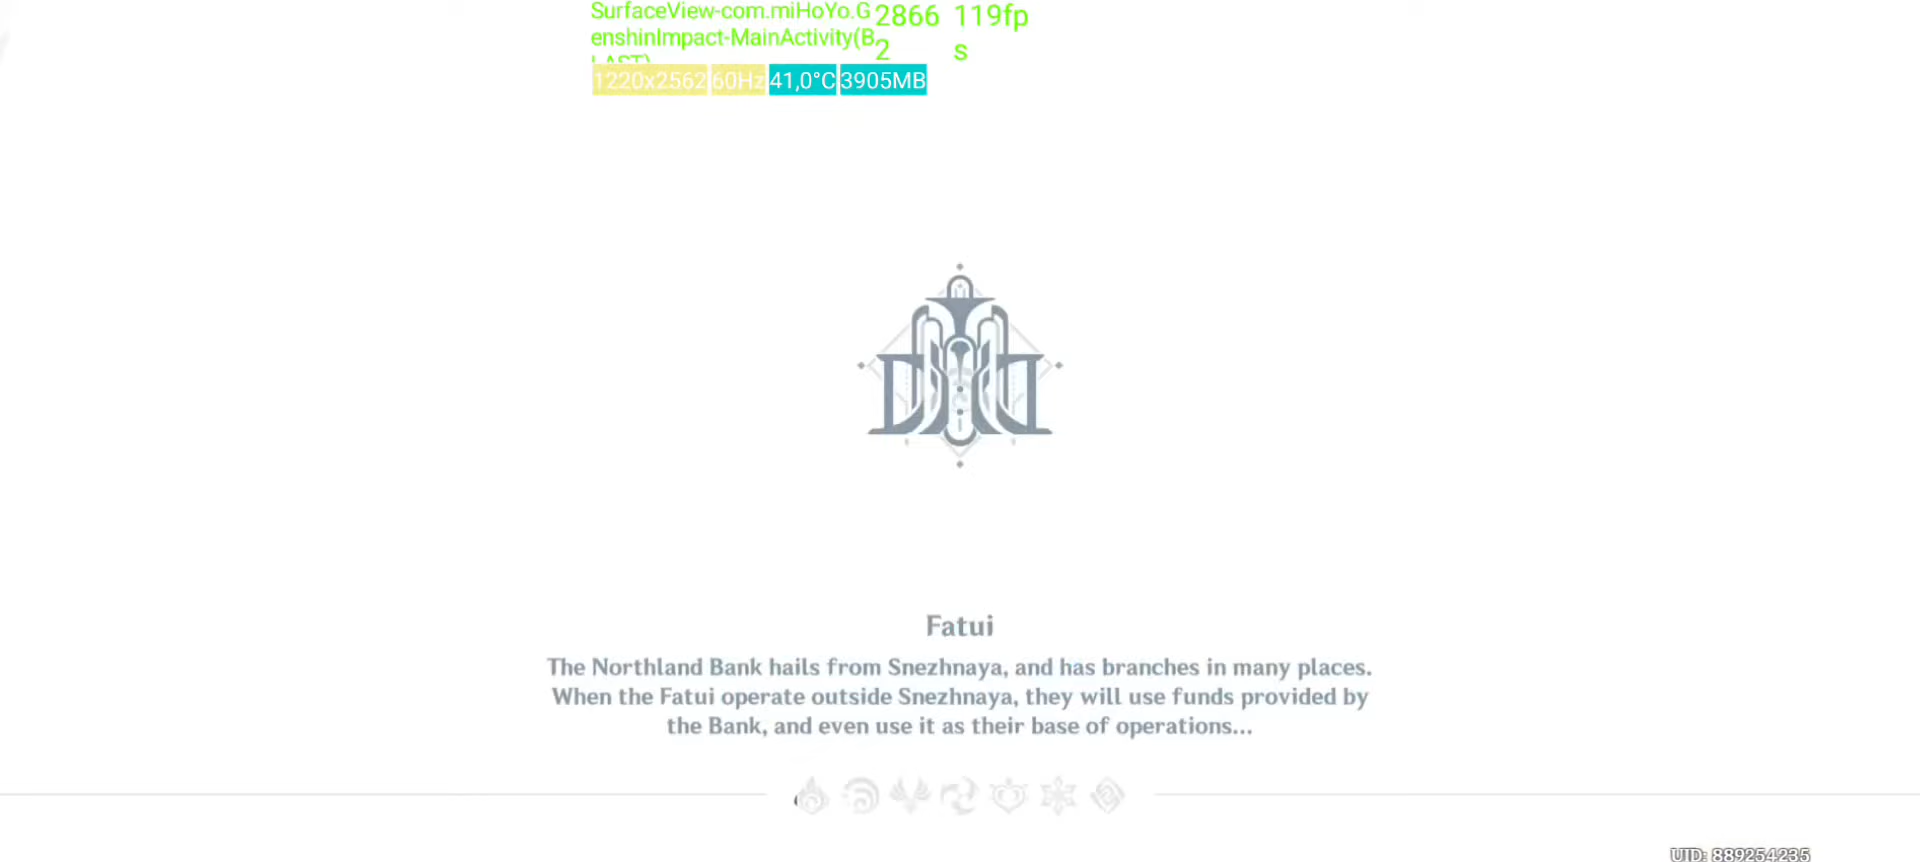 SurfaceView-com.miHoYo.G
enshinImpact-MainActivity(B
LAST)
2866
2
119fp
s
1220x2562 60Hz 41,0°C 3905MB
Fatui
The Northland Bank hails from Snezhnaya, and has branches in many places.
When the Fatui operate outside Snezhnaya, they will use funds provided by
the Bank, and even use it as their base of operations...
UID: 889254235